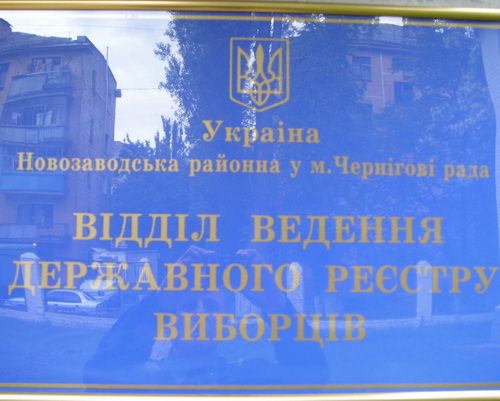 Україна
Новозаводська районна у м.Чернігові рада
ВІДДІЛ ВЕДЕННЯ
ДЕРЖАВНОГО РЕЄСТРУ
ВИБОРЦІВ